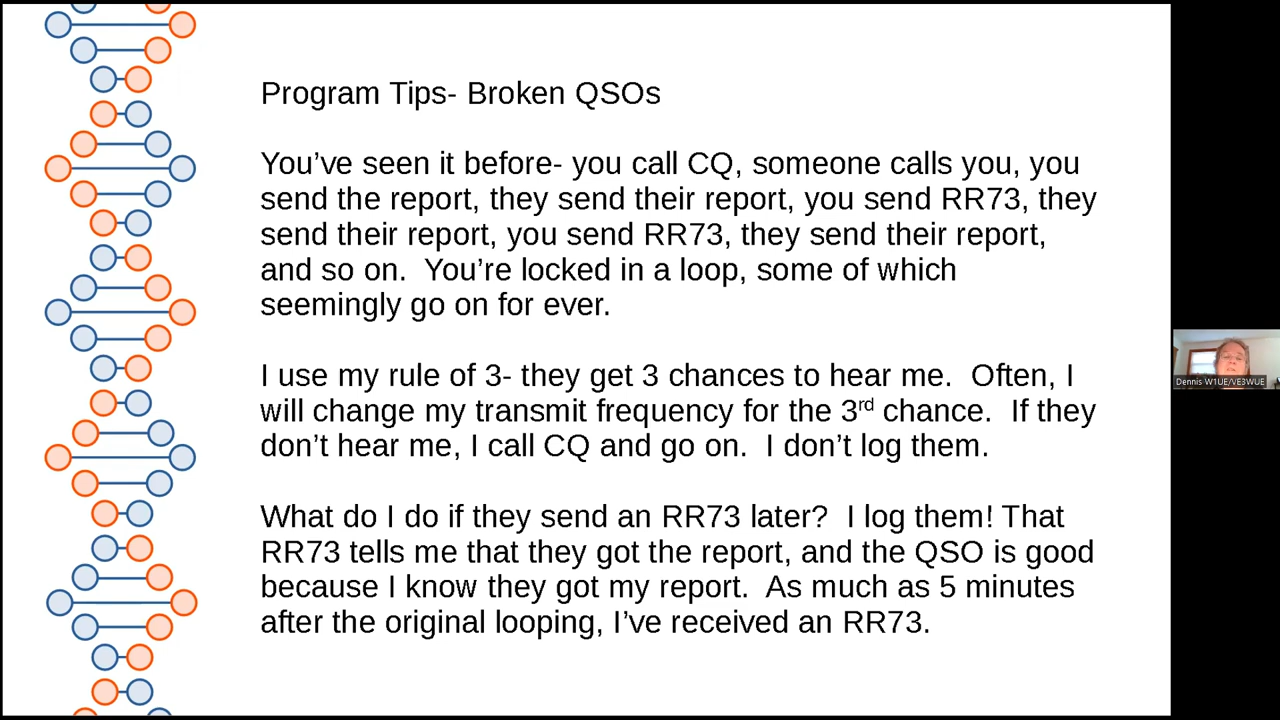 Program Tips- Broken QSOs
You’ve seen it before- you call CQ, someone calls you, you
send the report, they send their report, you send RR73, they
send their report, you send RR73, they send their report,
and so on.  You’re locked in a loop, some of which
seemingly go on for ever.
I use my rule of 3- they get 3 chances to hear me.  Often, I
will change my transmit frequency for the 3rd chance.  If they
don’t hear me, I call CQ and go on.  I don’t log them.
What do I do if they send an RR73 later?  I log them! That
RR73 tells me that they got the report, and the QSO is good
because I know they got my report.  As much as 5 minutes
after the original looping, I’ve received an RR73.
Dennis W1UE/VE3WUE